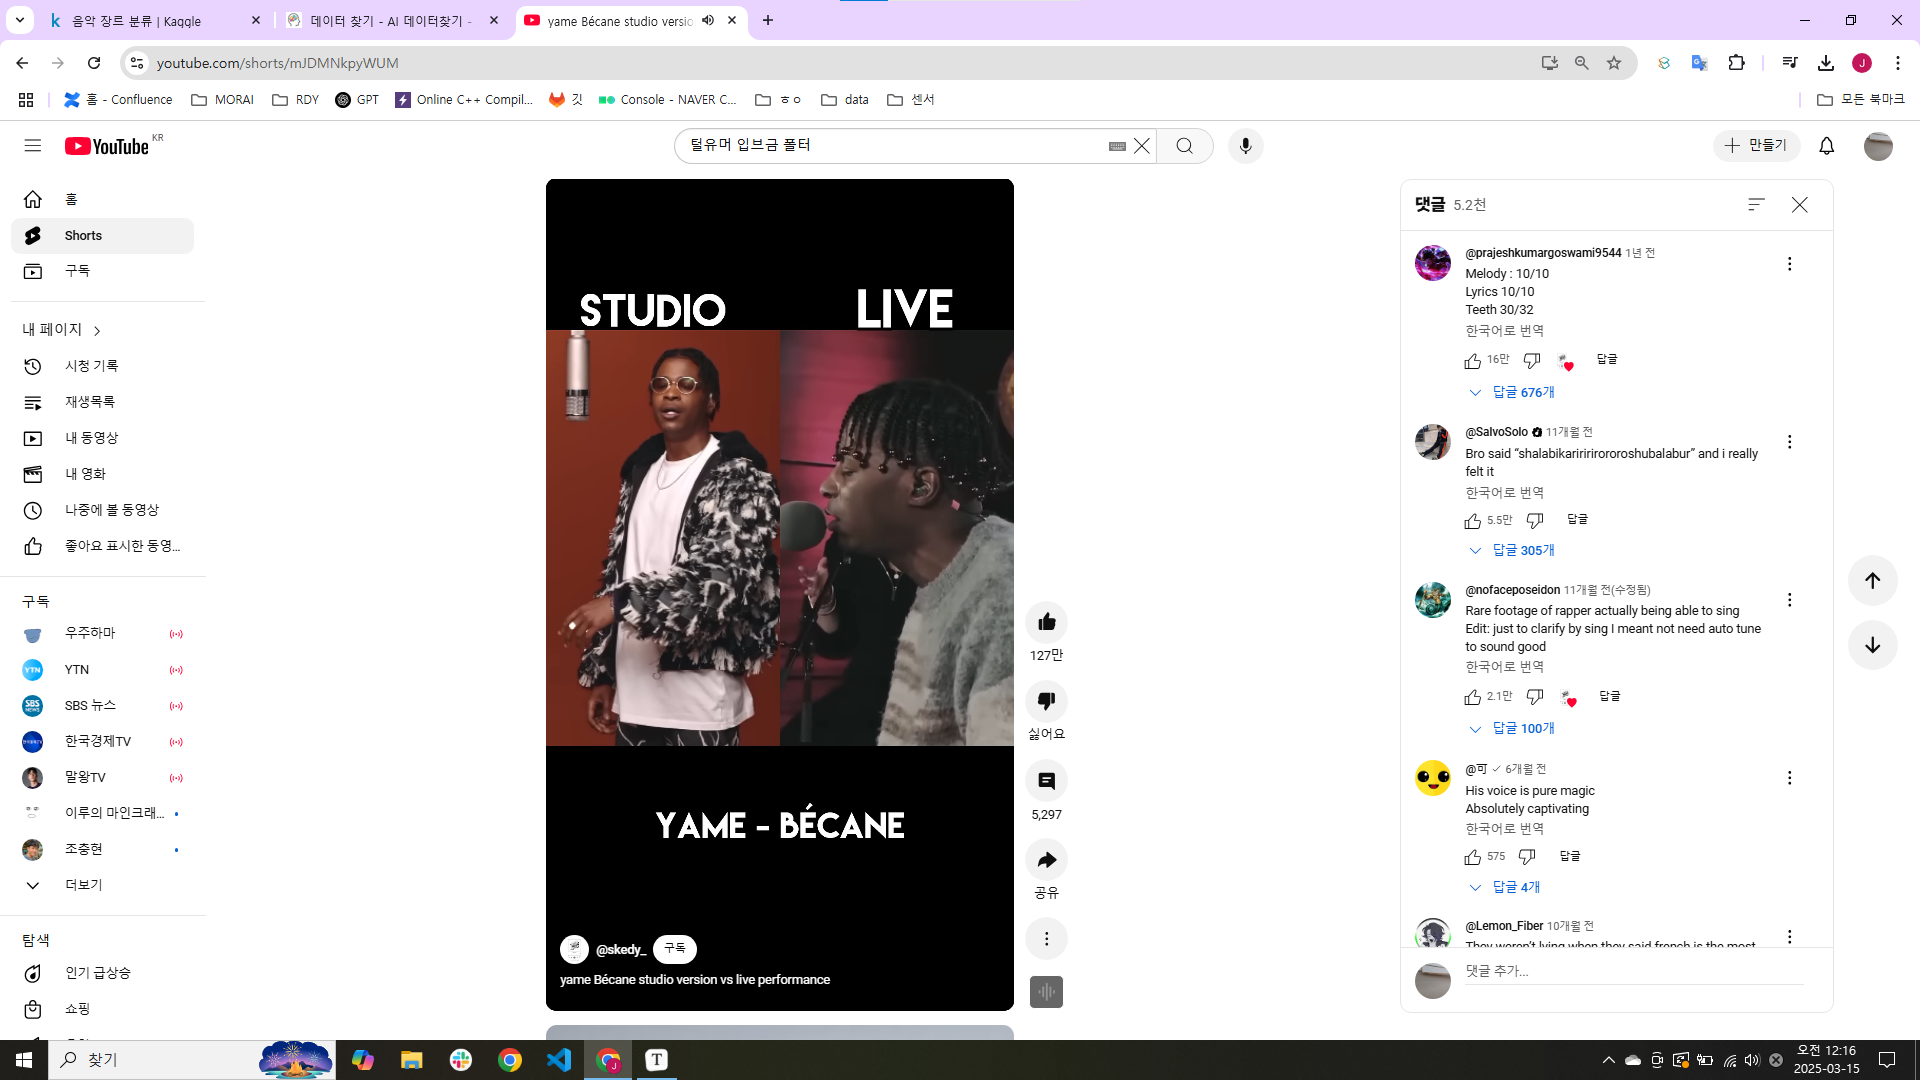 음악 장르 분류 | Kaggle
데이터 찾기 - AI 데이터찾기 -
yame Bécane studio versio
youtube.com/shorts/mJDMNkpyWUM
홈 - Confluence
MORAI
RDY
GPT
Online C++ Compil...
깃
Console - NAVER C...
ㅎㅇ
data
센서
모든 북마크
YouTube KR
털유머 입브금 폴터
만들기
홈
Shorts
구독
내 페이지
시청 기록
재생목록
내 동영상
내 영화
나중에 볼 동영상
좋아요 표시한 동영...
구독
우주하마
YTN
SBS 뉴스
한국경제TV
말왕TV
이루의 마인크래...
조충현
더보기
탐색
인기 급상승
쇼핑
STUDIO
LIVE
YAME - BÉCANE
@skedy_
구독
yame Bécane studio version vs live performance
127만
싫어요
5,297
공유
댓글 5.2천
@prajeshkumargoswami9544 1년 전
Melody : 10/10
Lyrics 10/10
Teeth 30/32
한국어로 번역
16만
답글
답글 676개
@SalvoSolo 11개월 전
Bro said “shalabikaririririrororoshubalabur” and i really
felt it
한국어로 번역
5.5만
답글
답글 305개
@nofaceposeidon 11개월 전(수정됨)
Rare footage of rapper actually being able to sing
Edit: just to clarify by sing I meant not need auto tune
to sound good
한국어로 번역
2.1만
답글
답글 100개
@可 6개월 전
His voice is pure magic
Absolutely captivating
한국어로 번역
575
답글
답글 4개
@Lemon_Fiber 10개월 전
They weren't lying when they said french is the most
댓글 추가...
찾기
오전 12:16
2025-03-15